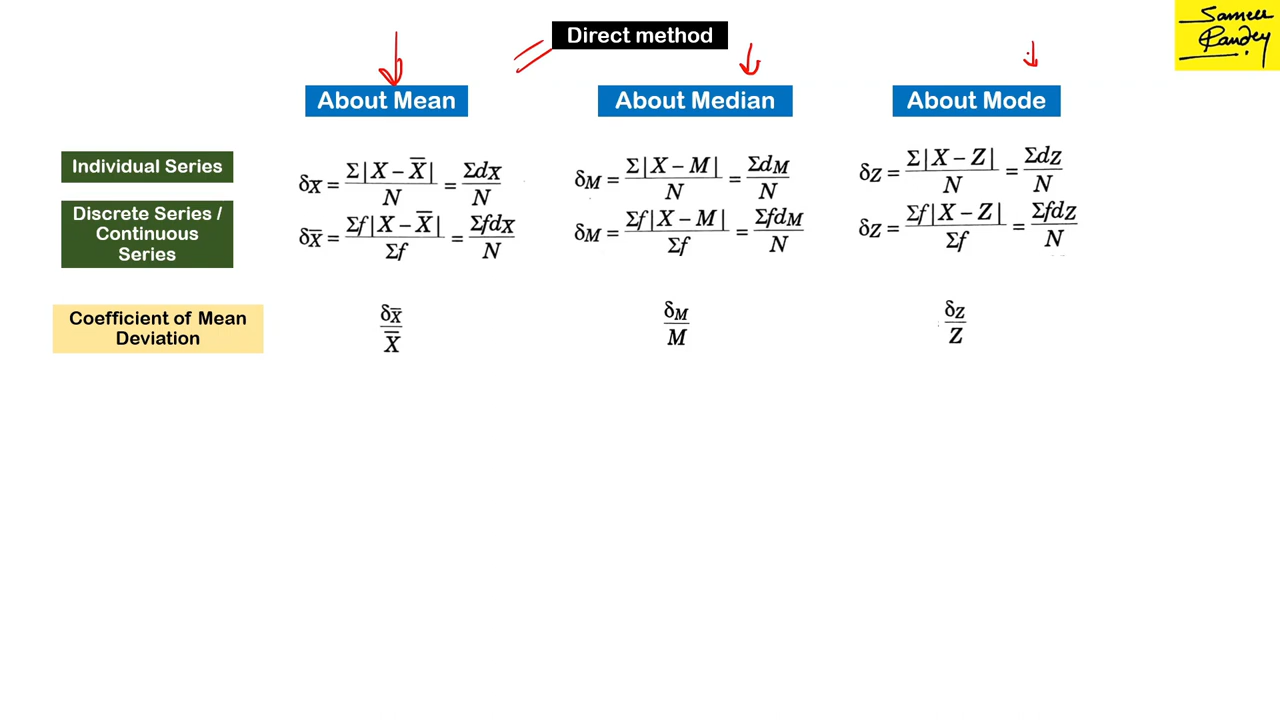 Direct method
Sameer
Pandey
About Mean
About Median
About Mode
Individual Series
δX̅ = Σ|X − X̅| / N = ΣdX̅ / N
δM = Σ|X − M| / N = ΣdM / N
δZ = Σ|X − Z| / N = ΣdZ / N
Discrete Series /
Continuous
Series
δX̅ = Σf|X − X̅| / Σf = ΣfdX̅ / N
δM = Σf|X − M| / Σf = ΣfdM / N
δZ = Σf|X − Z| / Σf = ΣfdZ / N
Coefficient of Mean
Deviation
δX̅ / X̅
δM / M
δZ / Z